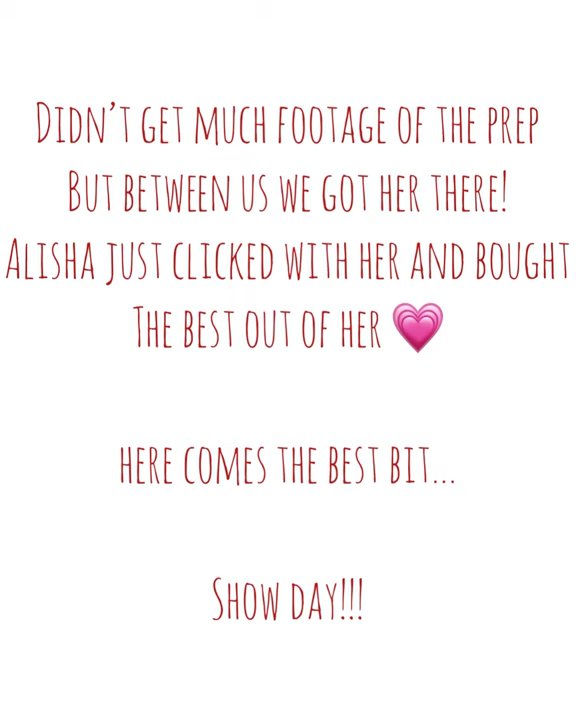 Didn't get much footage of the prep
But between us we got her there!
Alisha just clicked with her and bought
The best out of her 💗
here comes the best bit...
Show day!!!